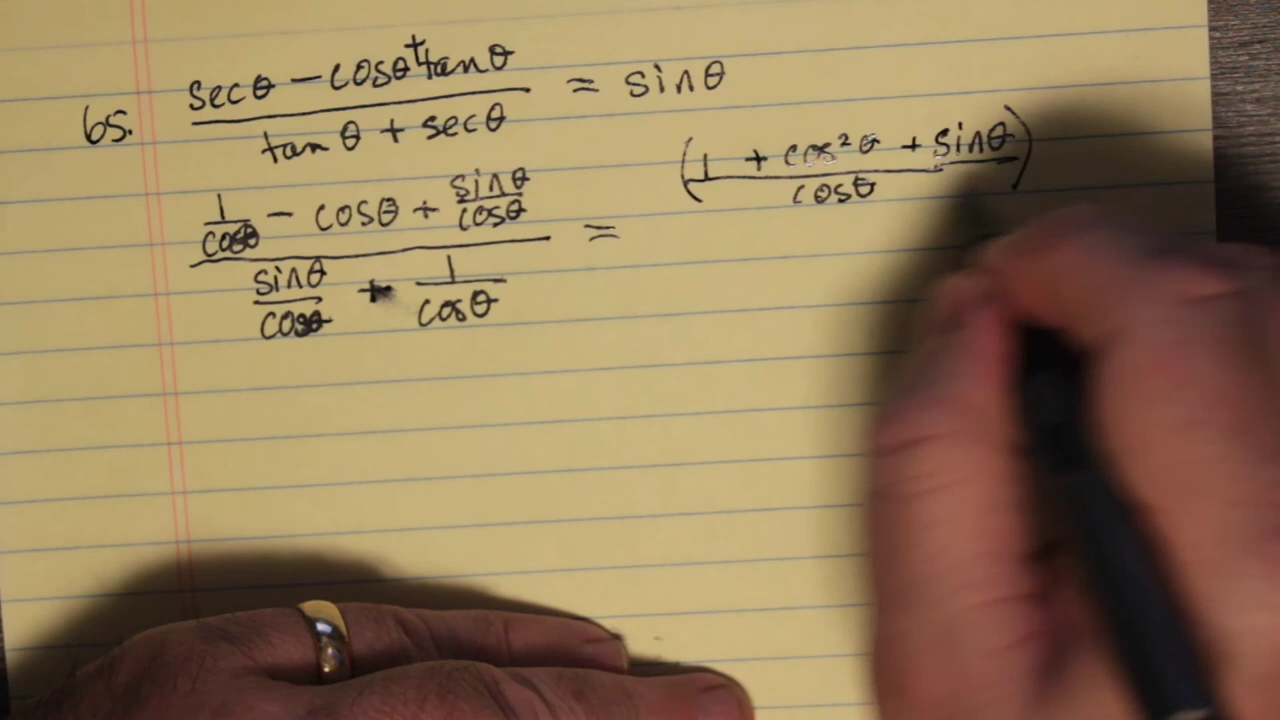 65. (secθ − cosθ + tanθ) / (tanθ + secθ) = sinθ
(1/cosθ − cosθ + sinθ/cosθ) / (sinθ/cosθ + 1/cosθ) =
((1 + cos²θ + sinθ) / cosθ)